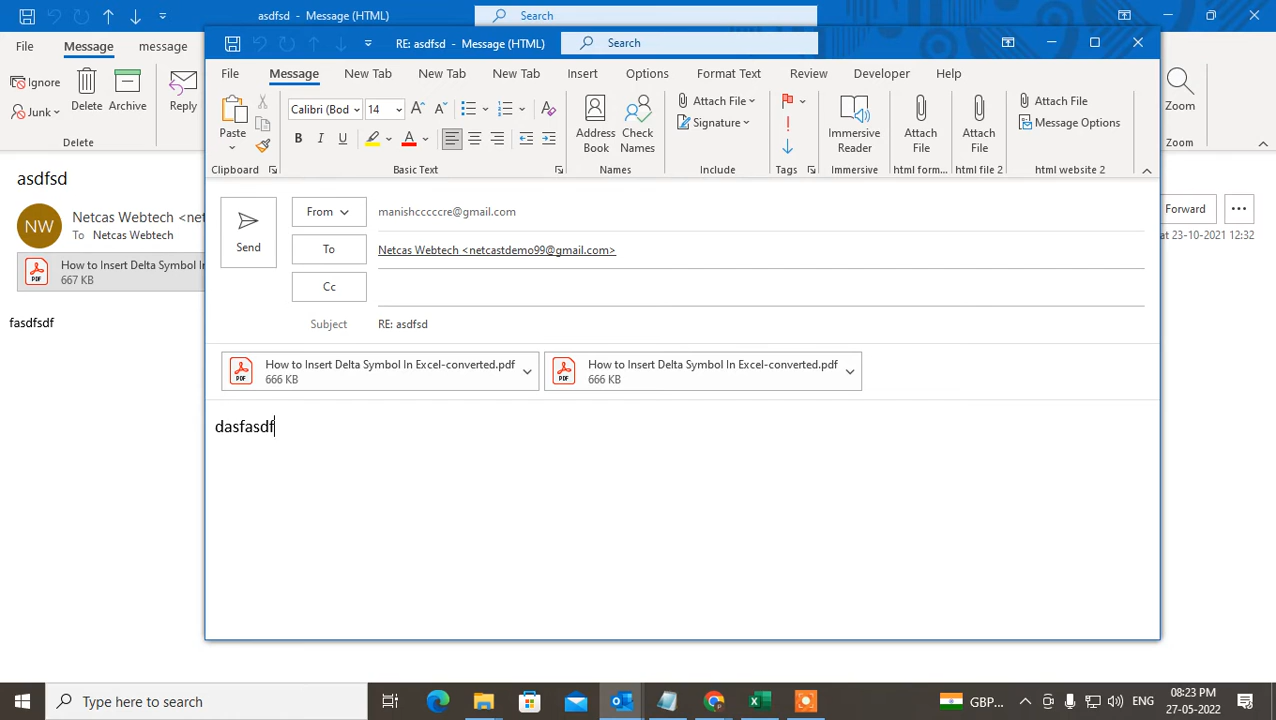 asdfsd - Message (HTML)
Search
File
Message
message
Ignore
Junk
Delete
Archive
Reply
Delete
Zoom
Zoom
asdfsd
NW
Netcas Webtech <net
To Netcas Webtech
Forward
at 23-10-2021 12:32
PDF
How to Insert Delta Symbol In
667 KB
fasdfsdf
RE: asdfsd - Message (HTML)
Search
File
Message
New Tab
New Tab
New Tab
Insert
Options
Format Text
Review
Developer
Help
Paste
Clipboard
Calibri (Bod
14
B I U
A
Basic Text
Address Book
Check Names
Names
Attach File
Signature
Include
Tags
Immersive Reader
Immersive
Attach File
html form...
Attach File
html file 2
Attach File
Message Options
html website 2
Send
From
manishcccccre@gmail.com
To
Netcas Webtech <netcastdemo99@gmail.com>
Cc
Subject
RE: asdfsd
PDF
How to Insert Delta Symbol In Excel-converted.pdf
666 KB
PDF
How to Insert Delta Symbol In Excel-converted.pdf
666 KB
dasfasdf
Type here to search
GBP...
ENG
08:23 PM
27-05-2022